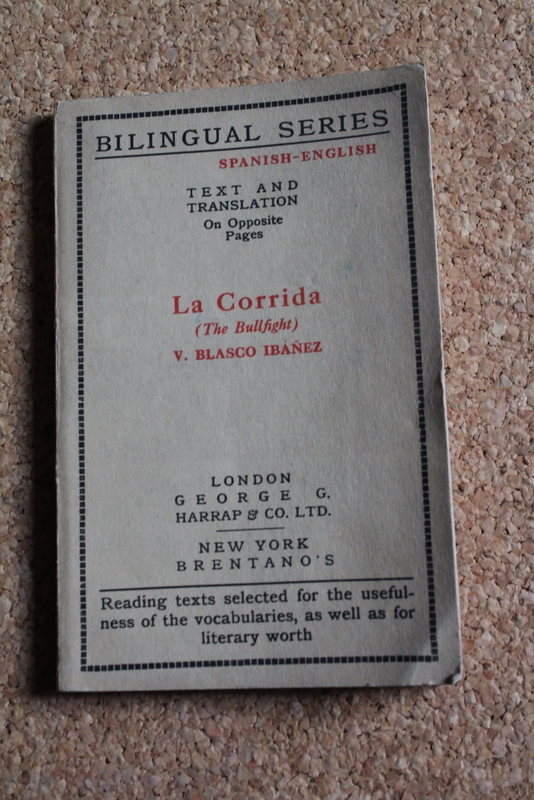 BILINGUAL SERIES
SPANISH-ENGLISH
TEXT AND
TRANSLATION
On Opposite
Pages
La Corrida
(The Bullfight)
V. BLASCO IBÁÑEZ
LONDON
GEORGE G.
HARRAP & CO. LTD.
NEW YORK
BRENTANO'S
Reading texts selected for the useful-
ness of the vocabularies, as well as for
literary worth